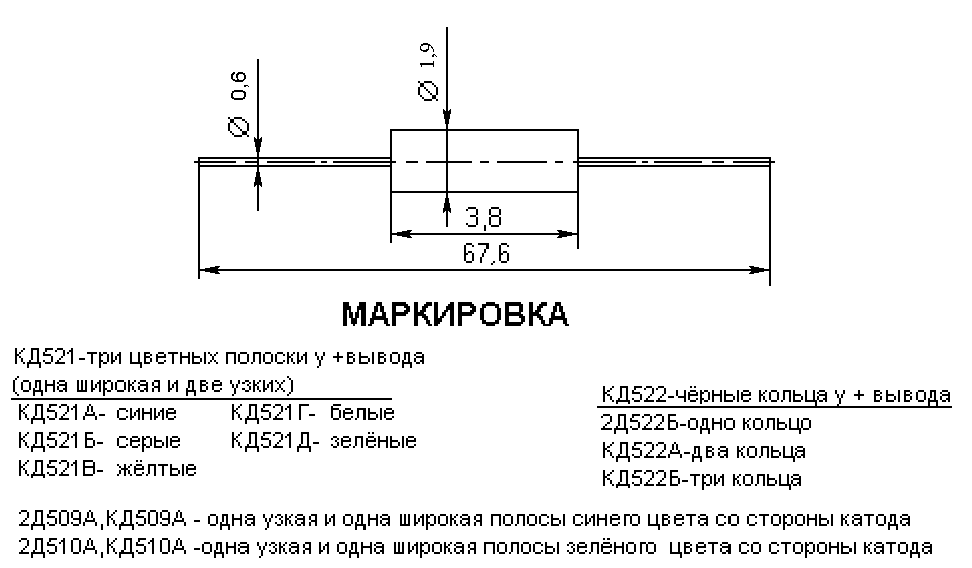 Ø 0,6
Ø 1,9
3,8
67,6
МАРКИРОВКА
КД521-три цветных полоски у +вывода
(одна широкая и две узких)
КД521А- синие КД521Г- белые
КД521Б- серые КД521Д- зелёные
КД521В- жёлтые
КД522-чёрные кольца у + вывода
2Д522Б-одно кольцо
КД522А-два кольца
КД522Б-три кольца
2Д509А,КД509А - одна узкая и одна широкая полосы синего цвета со стороны катода
2Д510А,КД510А -одна узкая и одна широкая полосы зелёного цвета со стороны катода